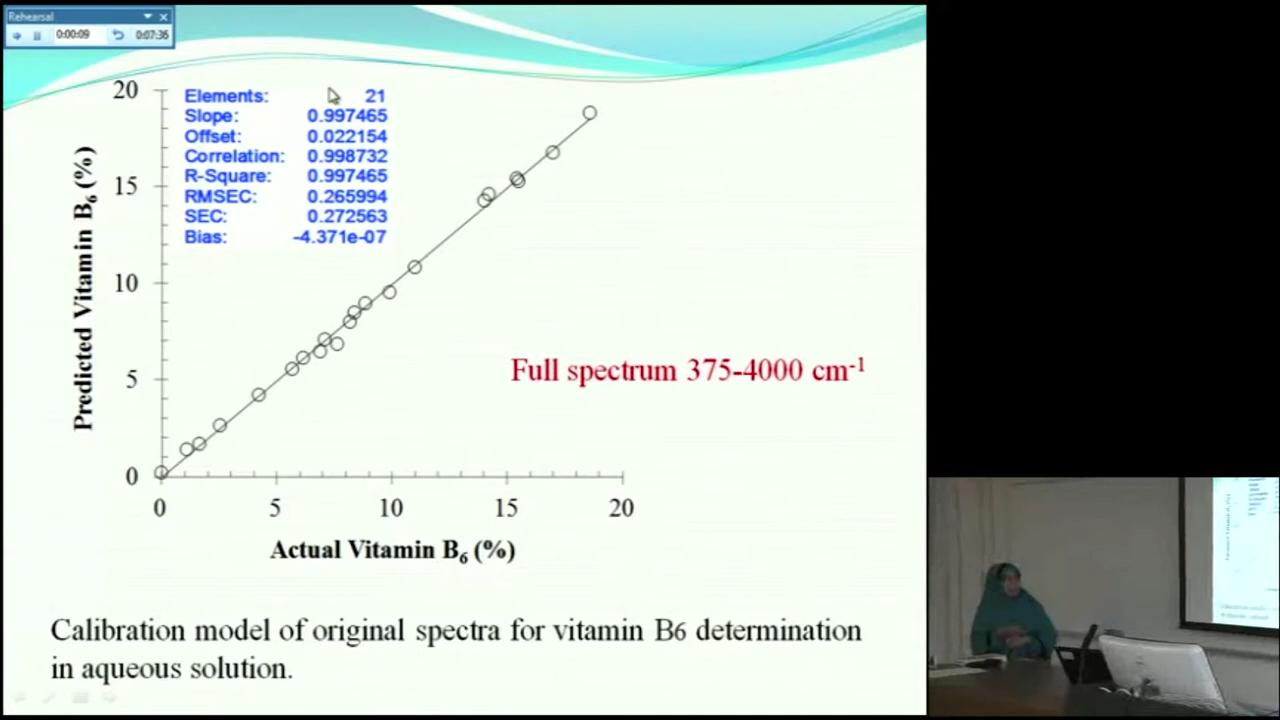 Rehearsal
0:00:09 0:07:36
20
15
10
5
0
Predicted Vitamin B₆ (%)
Elements: 21
Slope: 0.997465
Offset: 0.022154
Correlation: 0.998732
R-Square: 0.997465
RMSEC: 0.265994
SEC: 0.272563
Bias: -4.371e-07
Full spectrum 375-4000 cm⁻¹
0 5 10 15 20
Actual Vitamin B₆ (%)
Calibration model of original spectra for vitamin B6 determination
in aqueous solution.